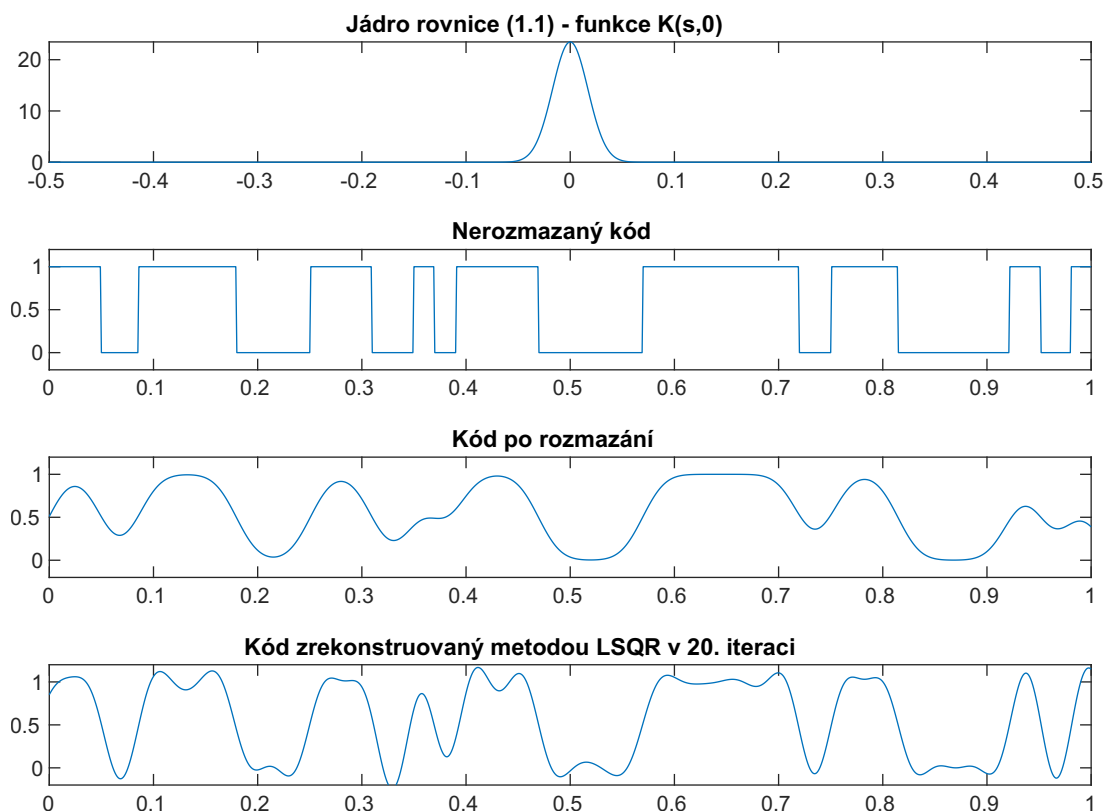 Jádro rovnice (1.1) - funkce K(s,0)
20
10
0
-0.5 -0.4 -0.3 -0.2 -0.1 0 0.1 0.2 0.3 0.4 0.5
Nerozmazaný kód
1
0.5
0
0 0.1 0.2 0.3 0.4 0.5 0.6 0.7 0.8 0.9 1
Kód po rozmazání
1
0.5
0
0 0.1 0.2 0.3 0.4 0.5 0.6 0.7 0.8 0.9 1
Kód zrekonstruovaný metodou LSQR v 20. iteraci
1
0.5
0
0 0.1 0.2 0.3 0.4 0.5 0.6 0.7 0.8 0.9 1